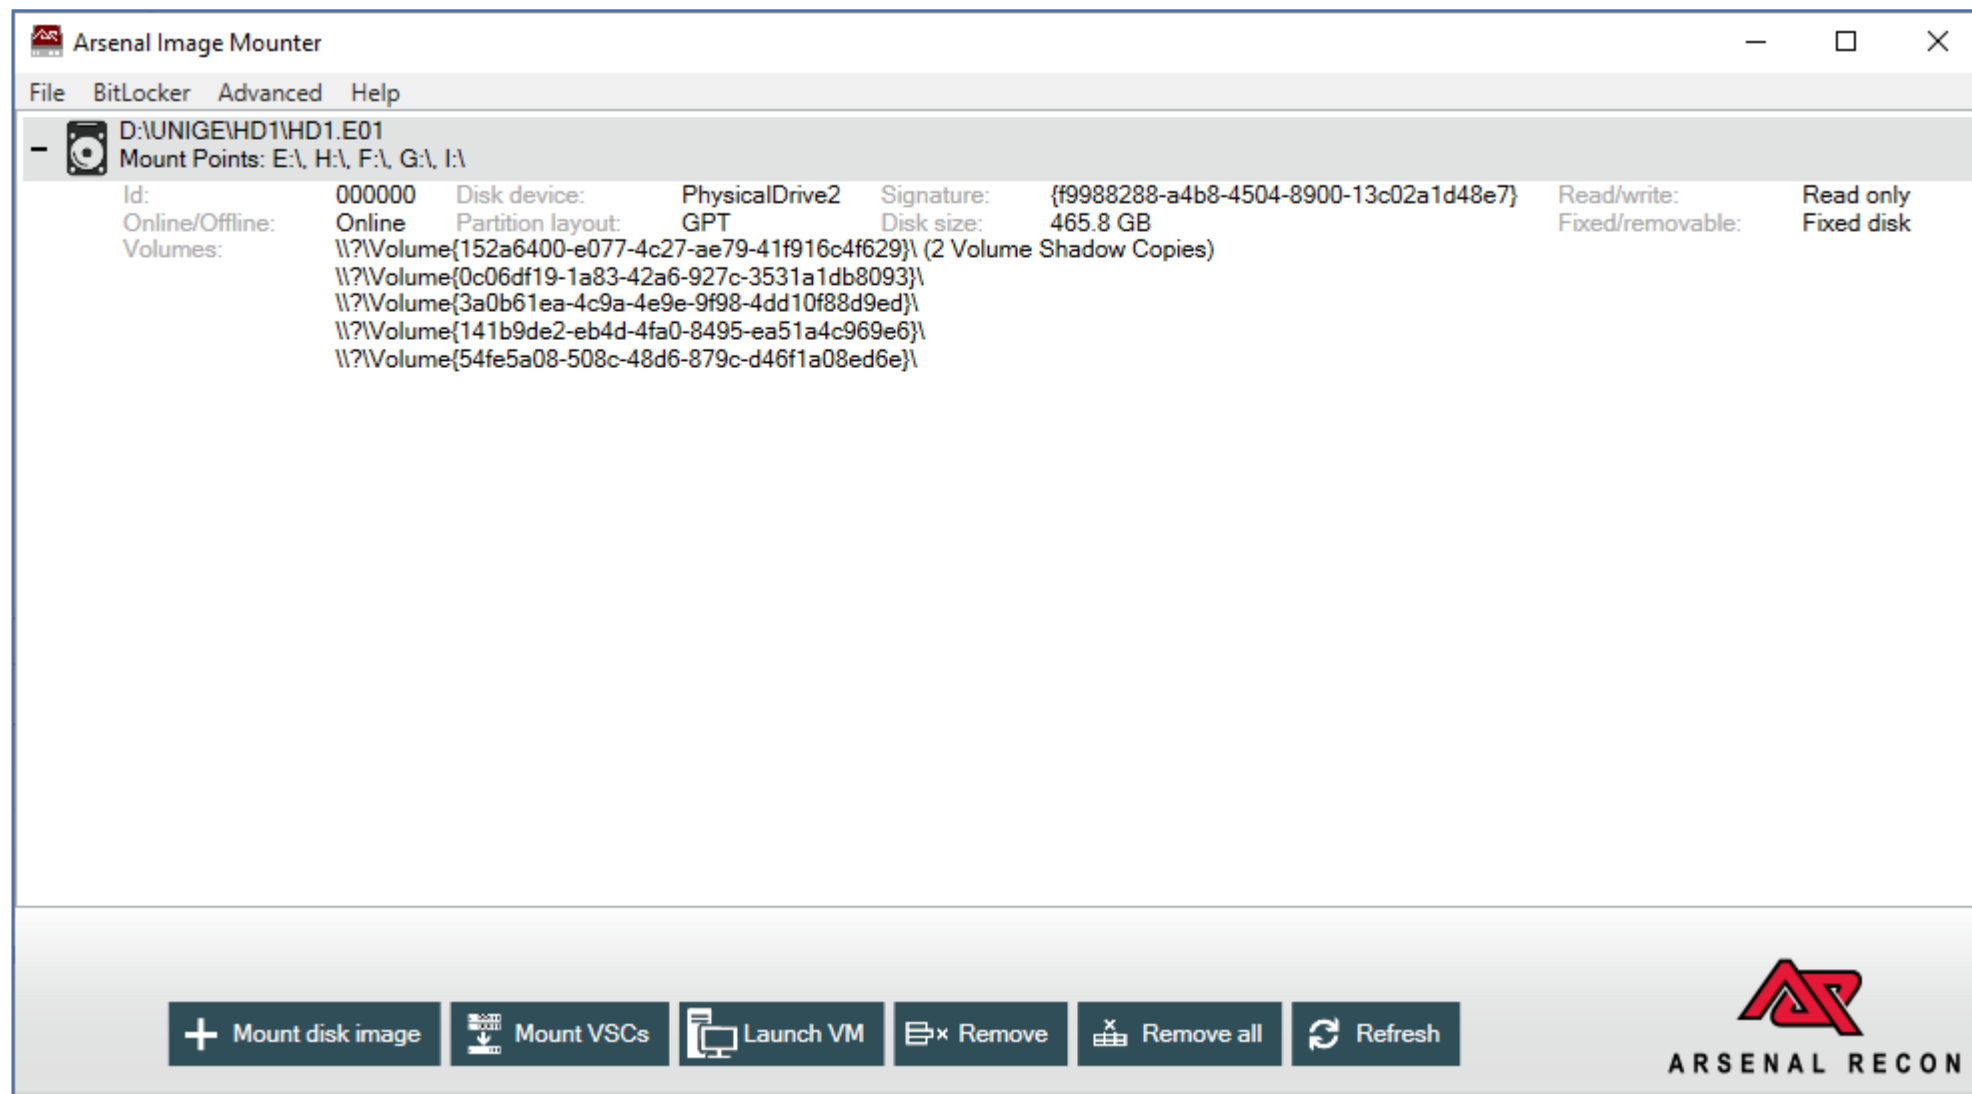 Arsenal Image Mounter
File BitLocker Advanced Help
D:\UNIGE\HD1\HD1.E01
Mount Points: E:\, H:\, F:\, G:\, I:\
Id: 000000 Disk device: PhysicalDrive2 Signature: {f9988288-a4b8-4504-8900-13c02a1d48e7} Read/write: Read only
Online/Offline: Online Partition layout: GPT Disk size: 465.8 GB Fixed/removable: Fixed disk
Volumes: \\?\Volume{152a6400-e077-4c27-ae79-41f916c4f629}\ (2 Volume Shadow Copies)
\\?\Volume{0c06df19-1a83-42a6-927c-3531a1db8093}\
\\?\Volume{3a0b61ea-4c9a-4e9e-9f98-4dd10f88d9ed}\
\\?\Volume{141b9de2-eb4d-4fa0-8495-ea51a4c969e6}\
\\?\Volume{54fe5a08-508c-48d6-879c-d46f1a08ed6e}\
Mount disk image Mount VSCs Launch VM Remove Remove all Refresh
ARSENAL RECON